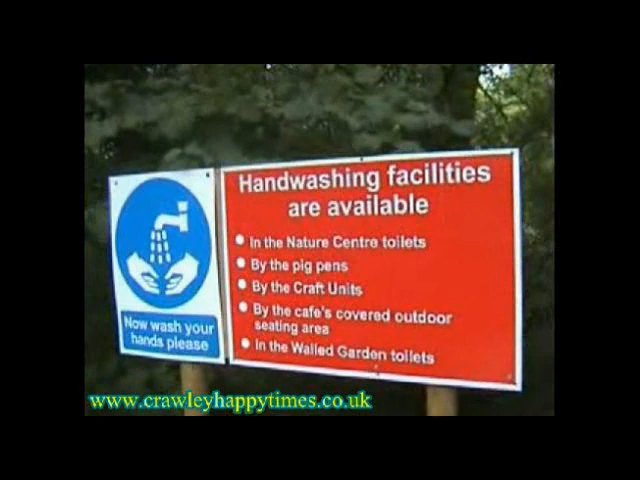 Handwashing facilities
are available
In the Nature Centre toilets
By the pig pens
By the Craft Units
By the cafe's covered outdoor
seating area
In the Walled Garden toilets
Now wash your
hands please
www.crawleyhappytimes.co.uk